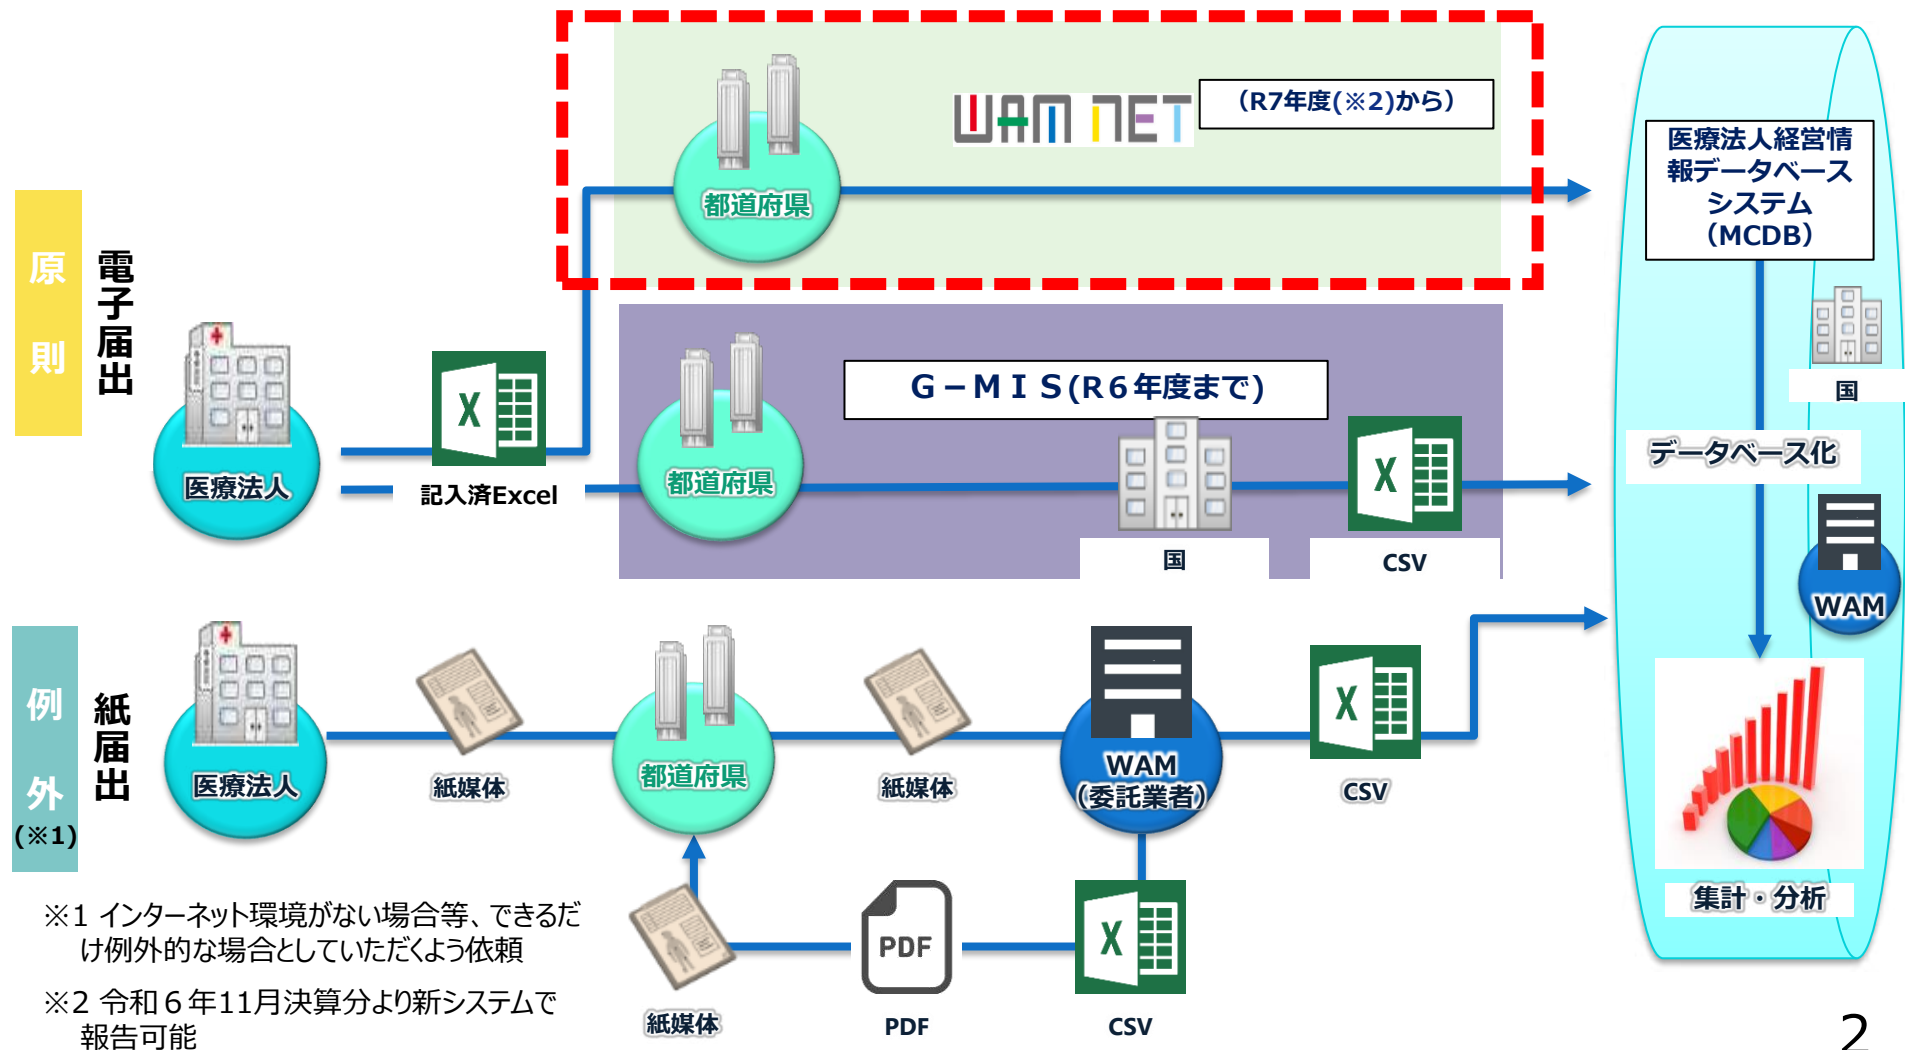 WAM NET
（R7年度(※2)から）
都道府県
原則
電子届出
G－ＭＩＳ(R６年度まで)
医療法人
X
記入済Excel
都道府県
国
X
CSV
例外
(※1)
紙届出
医療法人
紙媒体
都道府県
紙媒体
WAM
（委託業者）
X
CSV
紙媒体
PDF
PDF
X
CSV
医療法人経営情
報データベース
システム
（MCDB）
国
データベース化
WAM
集計・分析
※1 インターネット環境がない場合等、できるだ
け例外的な場合としていただくよう依頼
※2 令和６年11月決算分より新システムで
報告可能
2